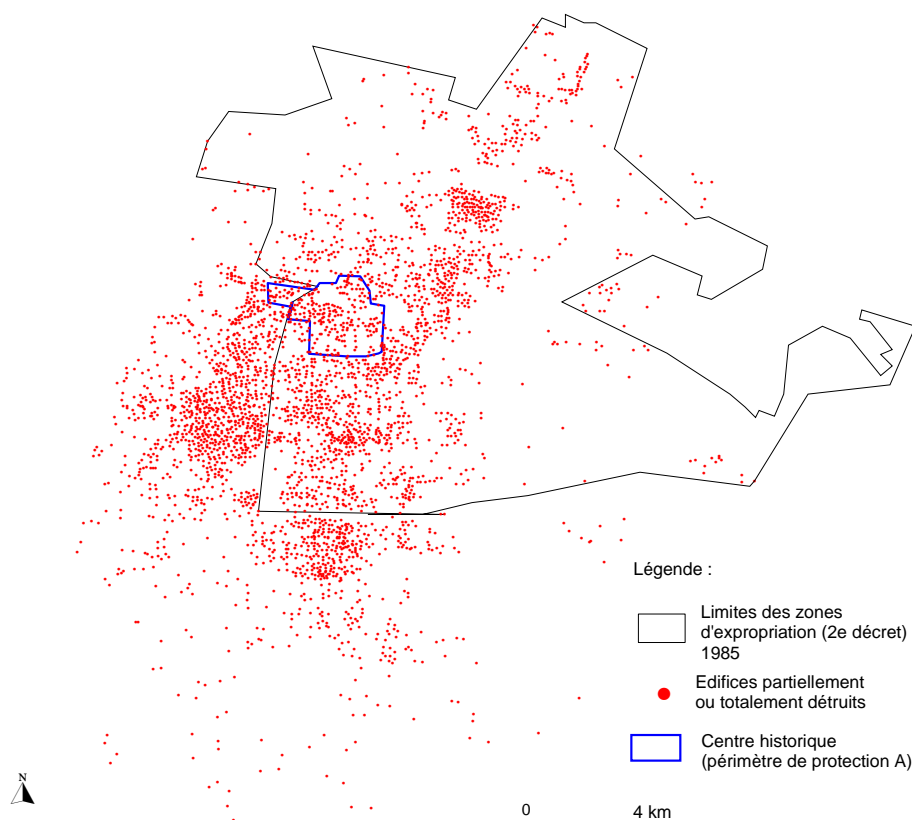 Légende :
Limites des zones
d'expropriation (2e décret)
1985
Edifices partiellement
ou totalement détruits
Centre historique
(périmètre de protection A)
N
0
4 km